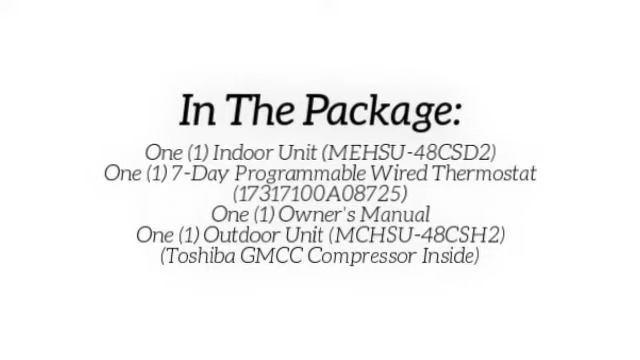 In The Package:
One (1) Indoor Unit (MEHSU-48CSD2)
One (1) 7-Day Programmable Wired Thermostat
(17317100A08725)
One (1) Owner's Manual
One (1) Outdoor Unit (MCHSU-48CSH2)
(Toshiba GMCC Compressor Inside)